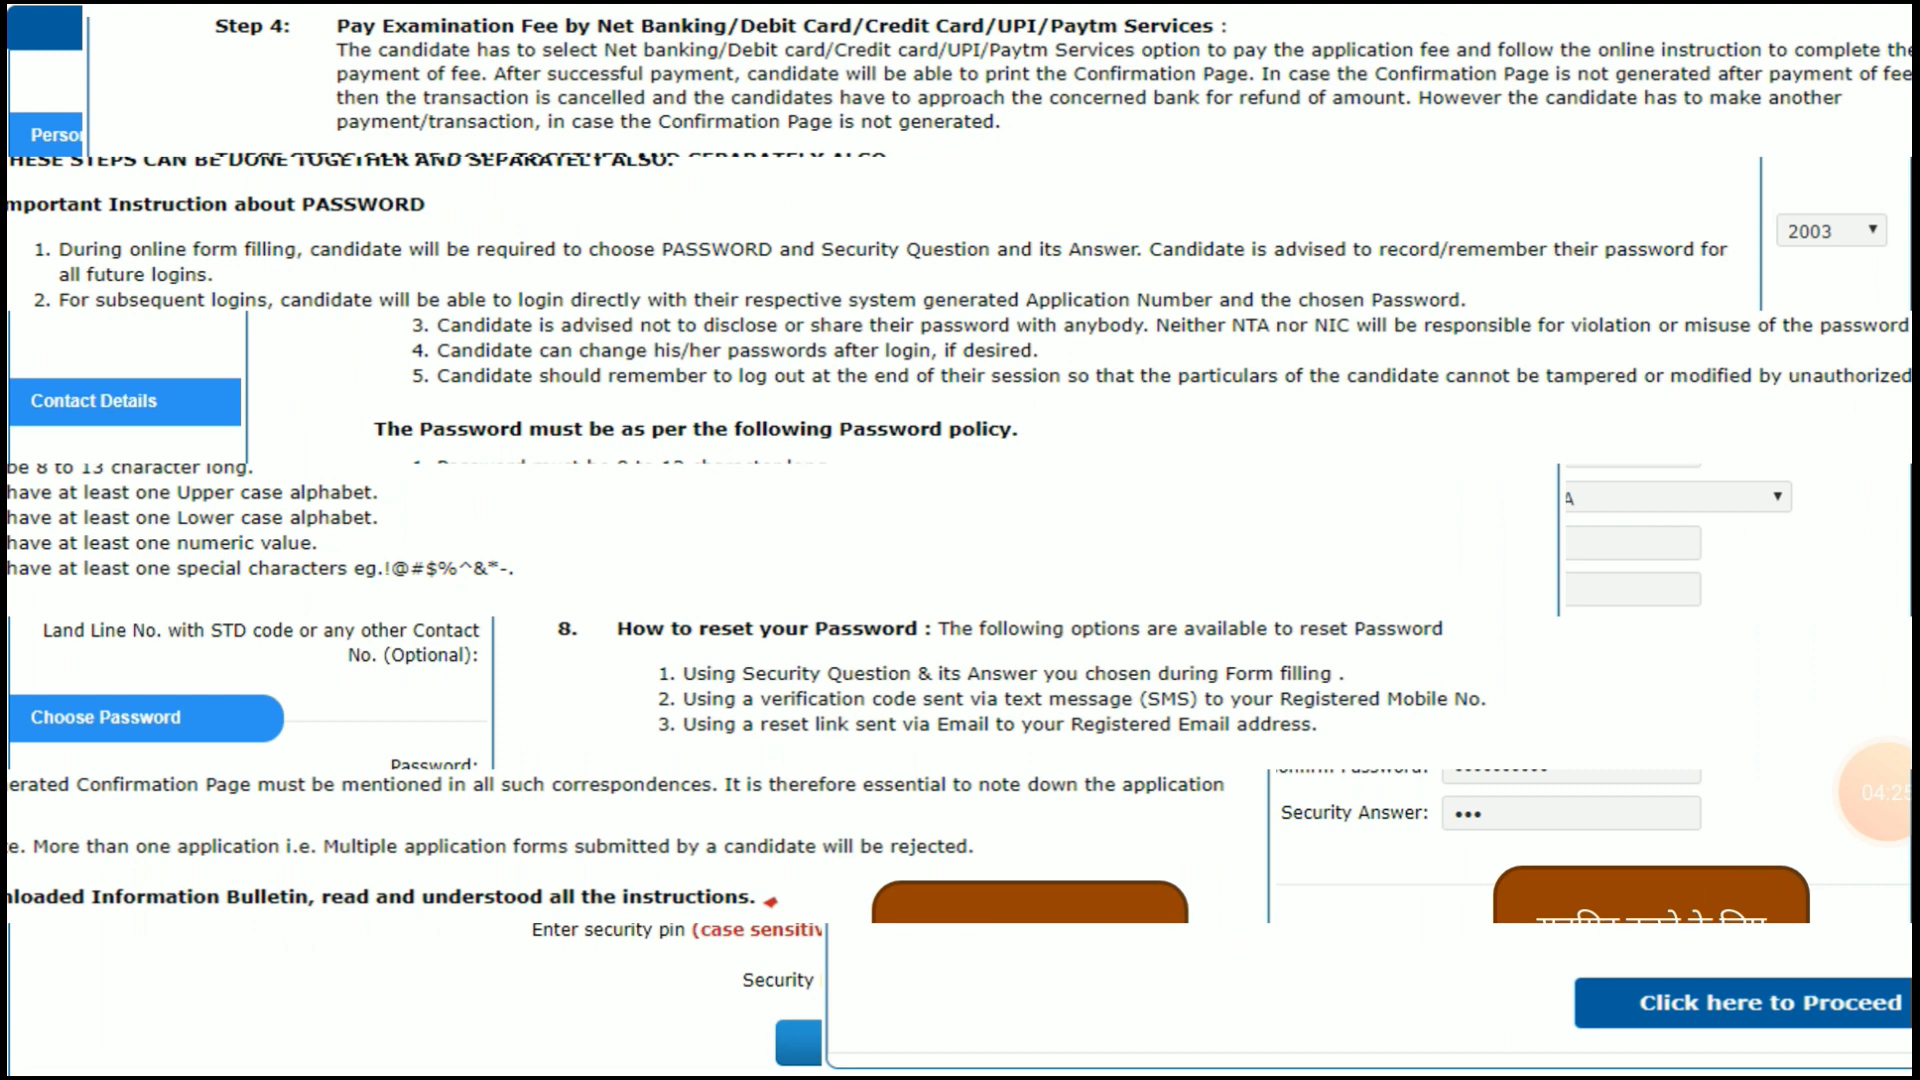 Step 4: Pay Examination Fee by Net Banking/Debit Card/Credit Card/UPI/Paytm Services :
The candidate has to select Net banking/Debit card/Credit card/UPI/Paytm Services option to pay the application fee and follow the online instruction to complete the
payment of fee. After successful payment, candidate will be able to print the Confirmation Page. In case the Confirmation Page is not generated after payment of fee
then the transaction is cancelled and the candidates have to approach the concerned bank for refund of amount. However the candidate has to make another
payment/transaction, in case the Confirmation Page is not generated.
Person
HESE STEPS CAN BE DONE TOGETHER AND SEPARATELY ALSO.
mportant Instruction about PASSWORD
2003
1. During online form filling, candidate will be required to choose PASSWORD and Security Question and its Answer. Candidate is advised to record/remember their password for
all future logins.
2. For subsequent logins, candidate will be able to login directly with their respective system generated Application Number and the chosen Password.
3. Candidate is advised not to disclose or share their password with anybody. Neither NTA nor NIC will be responsible for violation or misuse of the password
4. Candidate can change his/her passwords after login, if desired.
5. Candidate should remember to log out at the end of their session so that the particulars of the candidate cannot be tampered or modified by unauthorized
Contact Details
The Password must be as per the following Password policy.
be 8 to 13 character long.
have at least one Upper case alphabet.
A
have at least one Lower case alphabet.
have at least one numeric value.
have at least one special characters eg.!@#$%^&*-.
Land Line No. with STD code or any other Contact
No. (Optional):
8. How to reset your Password : The following options are available to reset Password
1. Using Security Question & its Answer you chosen during Form filling .
2. Using a verification code sent via text message (SMS) to your Registered Mobile No.
3. Using a reset link sent via Email to your Registered Email address.
Choose Password
Password:
erated Confirmation Page must be mentioned in all such correspondences. It is therefore essential to note down the application
Security Answer: •••
04:25
e. More than one application i.e. Multiple application forms submitted by a candidate will be rejected.
nloaded Information Bulletin, read and understood all the instructions.
Enter security pin (case sensitiv
Security
Click here to Proceed